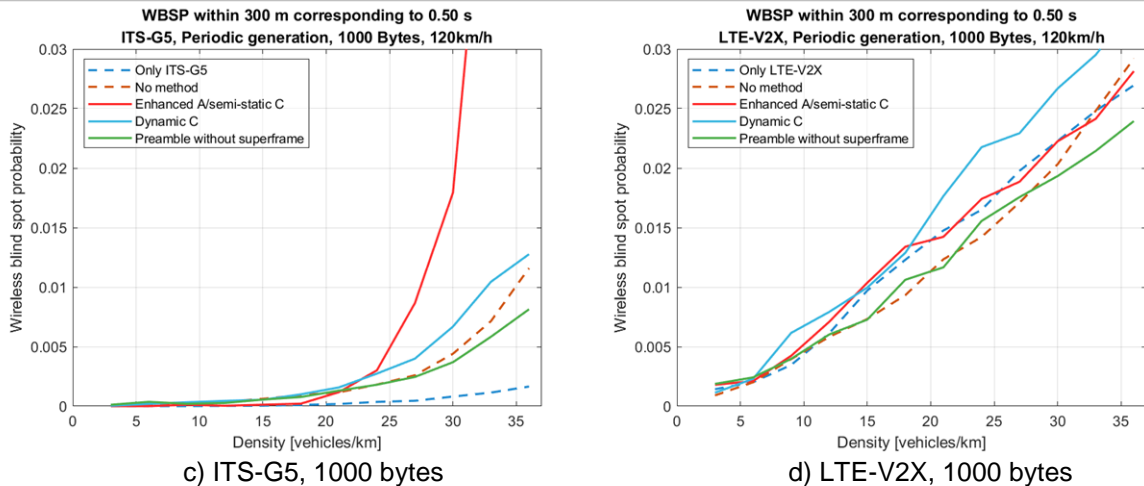 WBSP within 300 m corresponding to 0.50 s
ITS-G5, Periodic generation, 1000 Bytes, 120km/h
Wireless blind spot probability
0.03
0.025
0.02
0.015
0.01
0.005
0
Only ITS-G5
No method
Enhanced A/semi-static C
Dynamic C
Preamble without superframe
0 5 10 15 20 25 30 35
Density [vehicles/km]
c) ITS-G5, 1000 bytes
WBSP within 300 m corresponding to 0.50 s
LTE-V2X, Periodic generation, 1000 Bytes, 120km/h
Wireless blind spot probability
0.03
0.025
0.02
0.015
0.01
0.005
0
Only LTE-V2X
No method
Enhanced A/semi-static C
Dynamic C
Preamble without superframe
0 5 10 15 20 25 30 35
Density [vehicles/km]
d) LTE-V2X, 1000 bytes